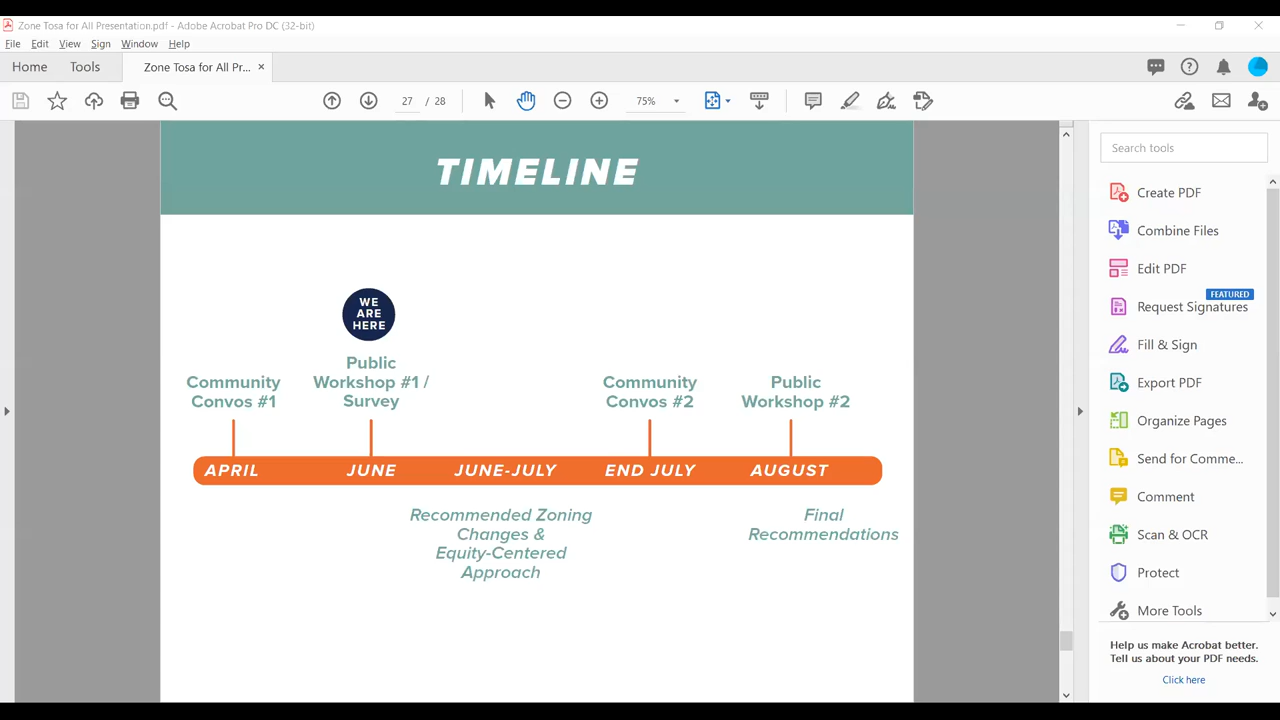 Zone Tosa for All Presentation.pdf - Adobe Acrobat Pro DC (32-bit)
File Edit View Sign Window Help
Home Tools Zone Tosa for All Pr... ×
27 / 28 75%
TIMELINE
WE
ARE
HERE
Community
Convos #1
Public
Workshop #1 /
Survey
Community
Convos #2
Public
Workshop #2
APRIL JUNE JUNE-JULY END JULY AUGUST
Recommended Zoning
Changes &
Equity-Centered
Approach
Final
Recommendations
Search tools
Create PDF
Combine Files
Edit PDF
FEATURED
Request Signatures
Fill & Sign
Export PDF
Organize Pages
Send for Comme...
Comment
Scan & OCR
Protect
More Tools
Help us make Acrobat better.
Tell us about your PDF needs.
Click here